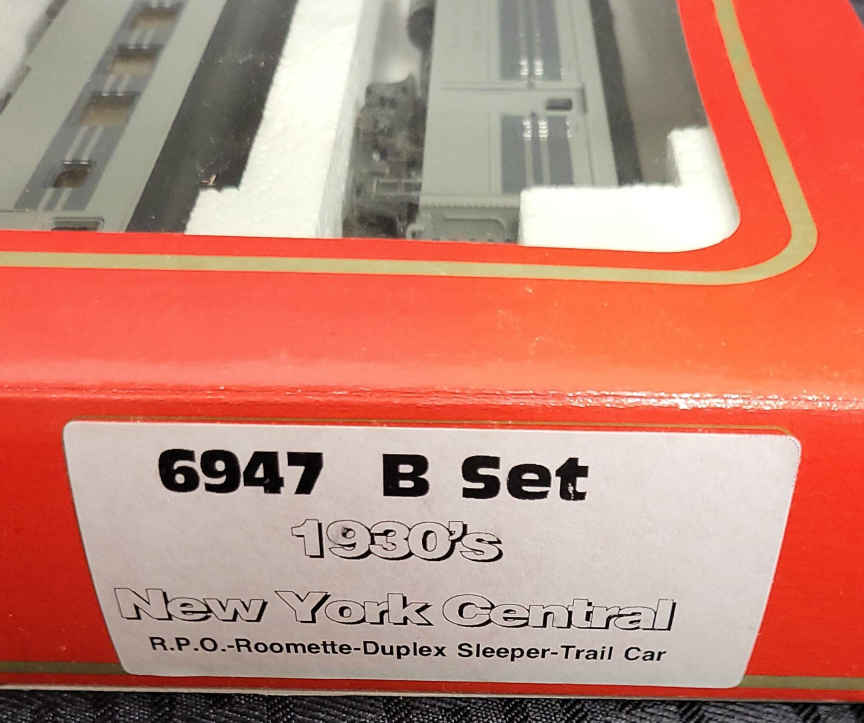 6947 B Set
1930's
New York Central
R.P.O.-Roomette-Duplex Sleeper-Trail Car